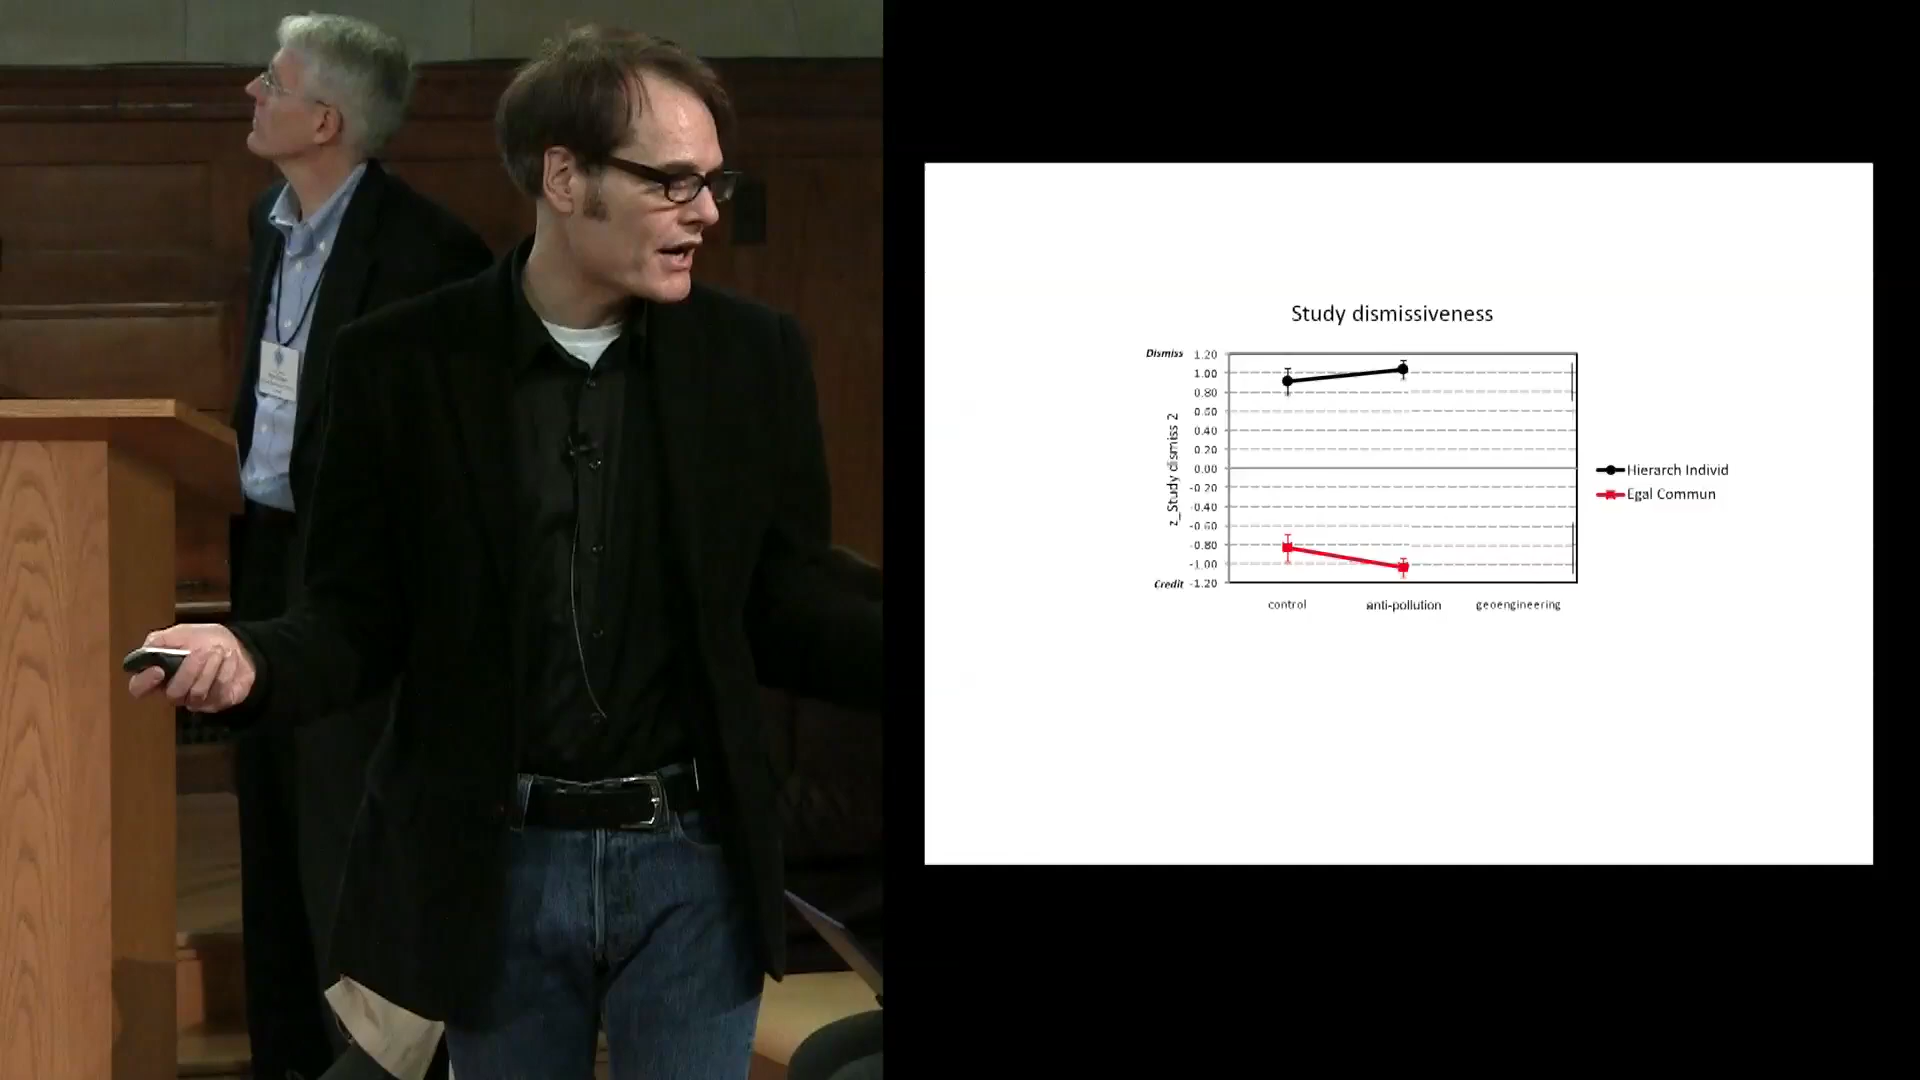 Study dismissiveness
Dismiss
1.20
1.00
0.80
0.60
0.40
0.20
0.00
-0.20
-0.40
-0.60
-0.80
-1.00
-1.20
Credit
z_Study dismiss 2
control anti-pollution geoengineering
Hierarch Individ
Egal Commun